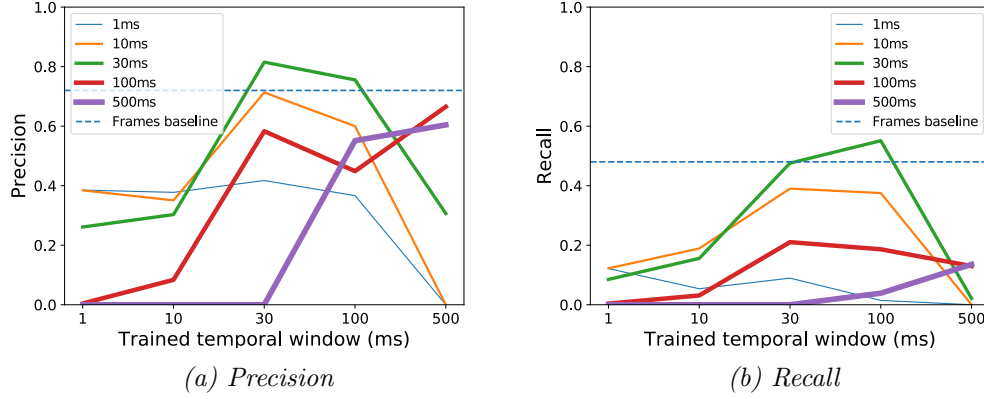 1.0
0.8
0.6
0.4
0.2
0.0
Precision
1ms
10ms
30ms
100ms
500ms
Frames baseline
1 10 30 100 500
Trained temporal window (ms)
(a) Precision
1.0
0.8
0.6
0.4
0.2
0.0
Recall
1ms
10ms
30ms
100ms
500ms
Frames baseline
1 10 30 100 500
Trained temporal window (ms)
(b) Recall